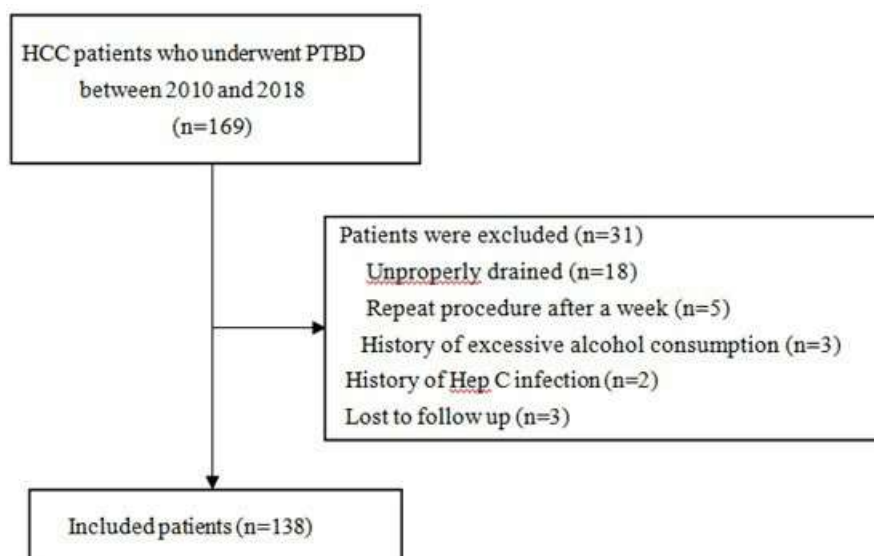 HCC patients who underwent PTBD
between 2010 and 2018
(n=169)
Patients were excluded (n=31)
Unproperly drained (n=18)
Repeat procedure after a week (n=5)
History of excessive alcohol consumption (n=3)
History of Hep C infection (n=2)
Lost to follow up (n=3)
Included patients (n=138)